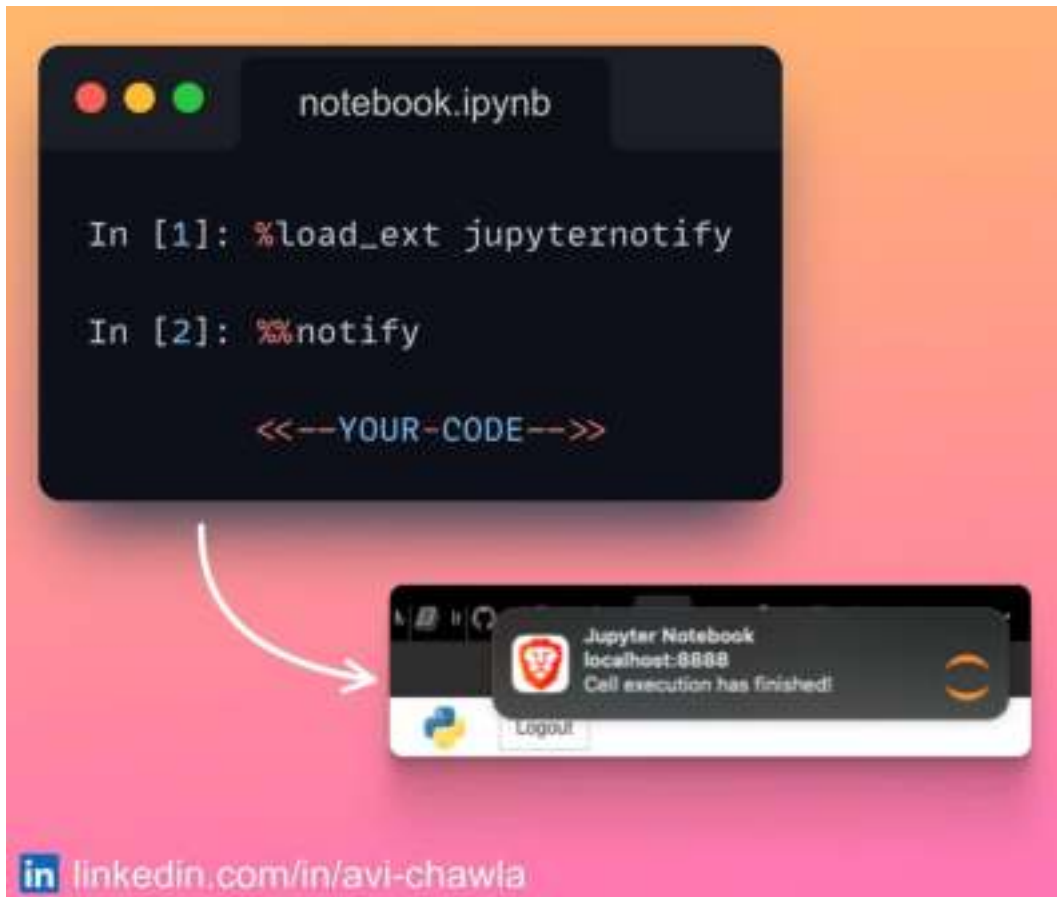 notebook.ipynb
In [1]: %load_ext jupyternotify
In [2]: %%notify
<<--YOUR-CODE-->>
Jupyter Notebook
localhost:8888
Cell execution has finished!
Logout
in linkedin.com/in/avi-chawla